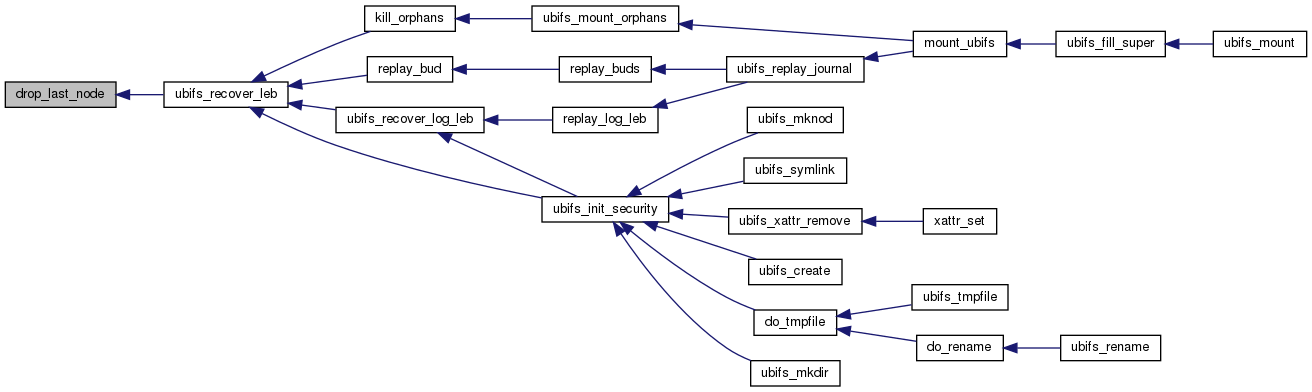 kill_orphans
ubifs_mount_orphans
mount_ubifs
ubifs_fill_super
ubifs_mount
replay_bud
replay_buds
ubifs_replay_journal
drop_last_node
ubifs_recover_leb
ubifs_recover_log_leb
replay_log_leb
ubifs_mknod
ubifs_symlink
ubifs_init_security
ubifs_xattr_remove
xattr_set
ubifs_create
ubifs_tmpfile
do_tmpfile
do_rename
ubifs_rename
ubifs_mkdir